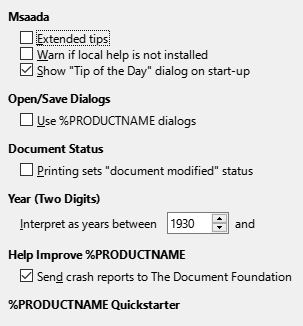 Msaada
Extended tips
Warn if local help is not installed
Show "Tip of the Day" dialog on start-up
Open/Save Dialogs
Use %PRODUCTNAME dialogs
Document Status
Printing sets "document modified" status
Year (Two Digits)
Interpret as years between 1930 and
Help Improve %PRODUCTNAME
Send crash reports to The Document Foundation
%PRODUCTNAME Quickstarter